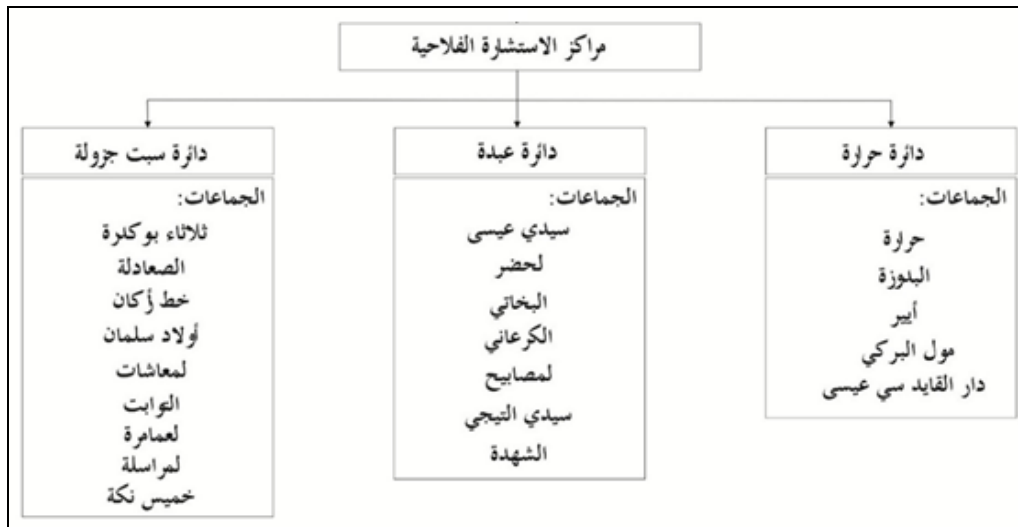 مراكز الاستشارة الفلاحية
دائرة حرارة
الجماعات:
حرارة
البدوزة
أيير
مول البركي
دار القايد سي عيسى
دائرة عبدة
الجماعات:
سيدي عيسى
لحضر
البخاتي
الكرعاني
لمصابيح
سيدي التيجي
الشهدة
دائرة سبت جزولة
الجماعات:
ثلاثاء بوكدرة
الصعادلة
خط أزكان
أولاد سلمان
لمعاشات
التوابت
لعمامرة
لمراسلة
خميس نكة